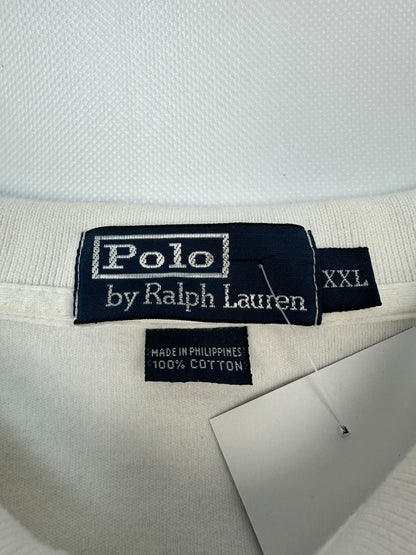 Polo
by Ralph Lauren
XXL
MADE IN PHILIPPINES
100% COTTON